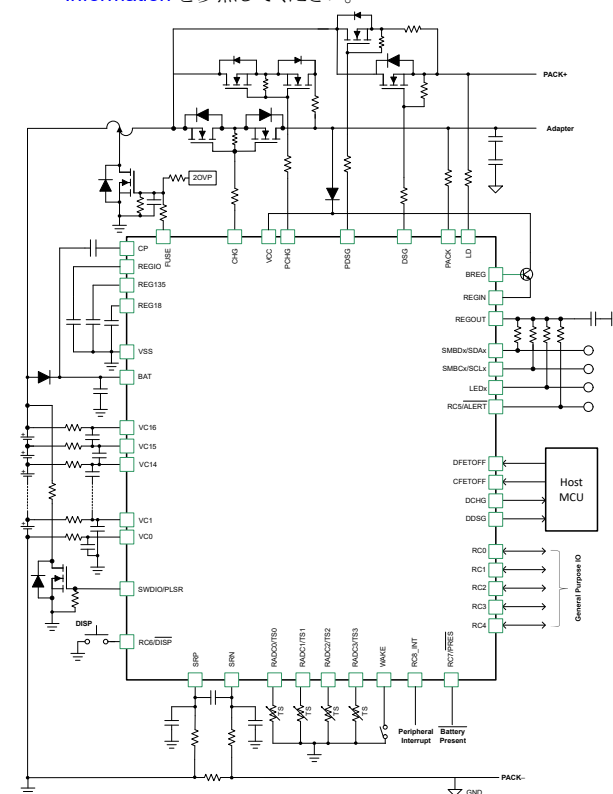 Information を参照してください。
PACK+
Adapter
2OVP
FUSE
CHG
VCC
PCHG
PDSG
DSG
PACK
LD
CP
REGIO
REG135
REG18
VSS
BAT
VC16
VC15
VC14
VC1
VC0
SWDIO/PLSR
DISP
RC6/DISP
BREG
REGIN
REGOUT
SMBDx/SDAx
SMBCx/SCLx
LEDx
RC5/ALERT
DFETOFF
CFETOFF
DCHG
DDSG
Host
MCU
RC0
RC1
RC2
RC3
RC4
General Purpose IO
SRP
SRN
RADC0/TS0
RADC1/TS1
RADC2/TS2
RADC3/TS3
WAKE
RC8_INT
RC7/PRES
TS
TS
TS
TS
Peripheral
Interrupt
Battery
Present
PACK–
GND